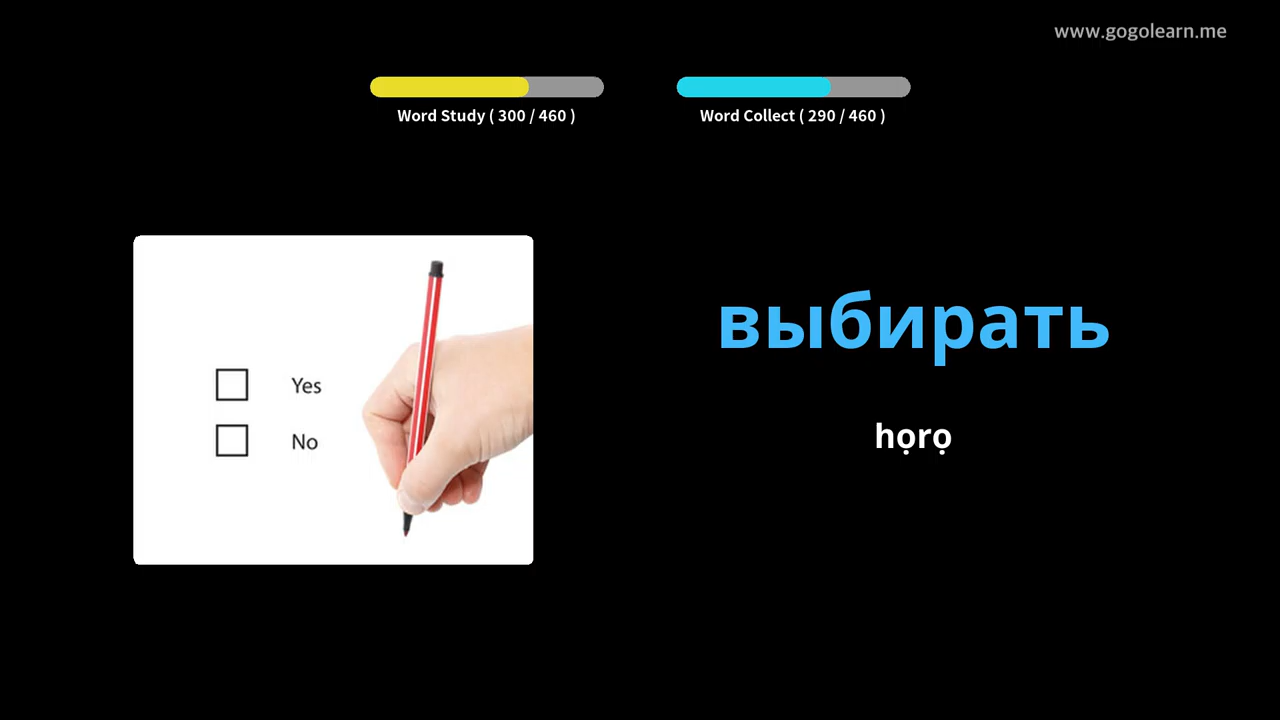 www.gogolearn.me
Word Study ( 300 / 460 )
Word Collect ( 290 / 460 )
Yes
No
выбирать
họrọ